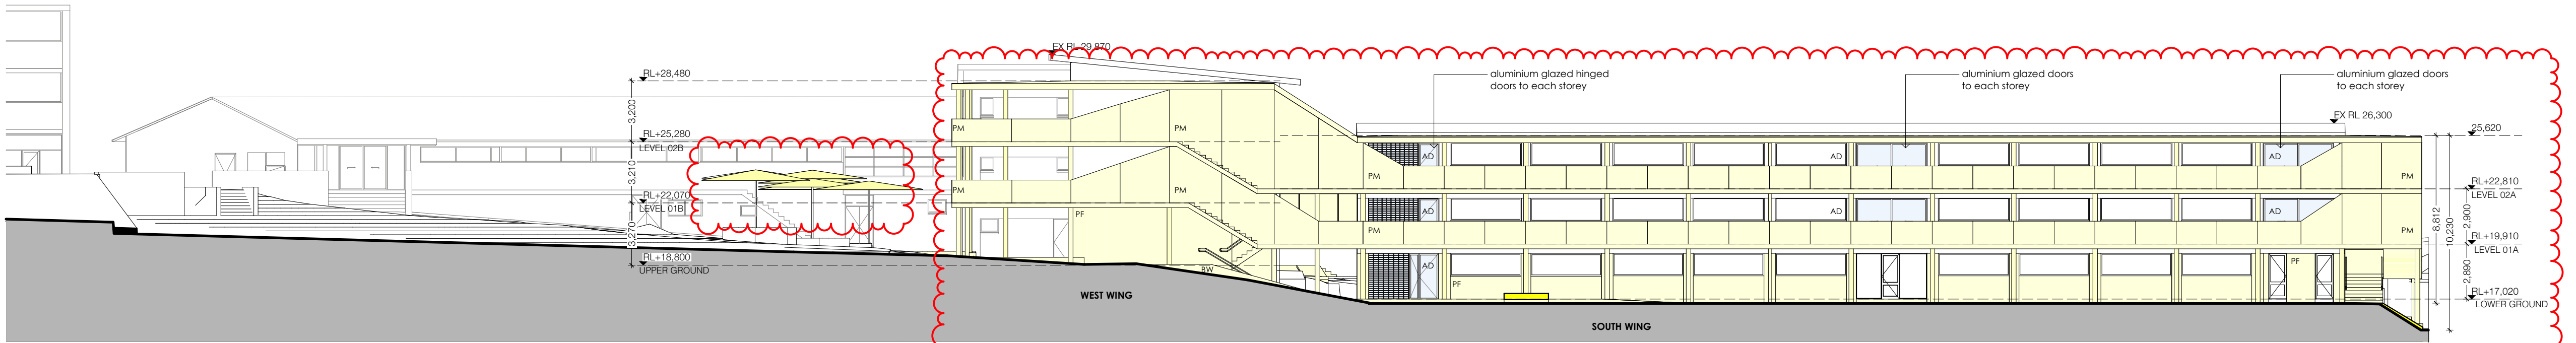 EX RL 29,870
RL+28,480
aluminium glazed hinged
doors to each storey
aluminium glazed doors
to each storey
aluminium glazed doors
to each storey
3,200
EX RL 26,300
RL+25,280
LEVEL 02B
PM
PM
25,620
3,210
AD
AD
AD
PM
PM
RL+22,070
LEVEL 01B
PM
PM
RL+22,810
LEVEL 02A
3,270
PF
AD
AD
AD
8,812
2,900
10,230
PM
PM
RL+19,910
LEVEL 01A
RL+18,800
UPPER GROUND
BW
AD
PF
PF
2,890
RL+17,020
LOWER GROUND
WEST WING
SOUTH WING